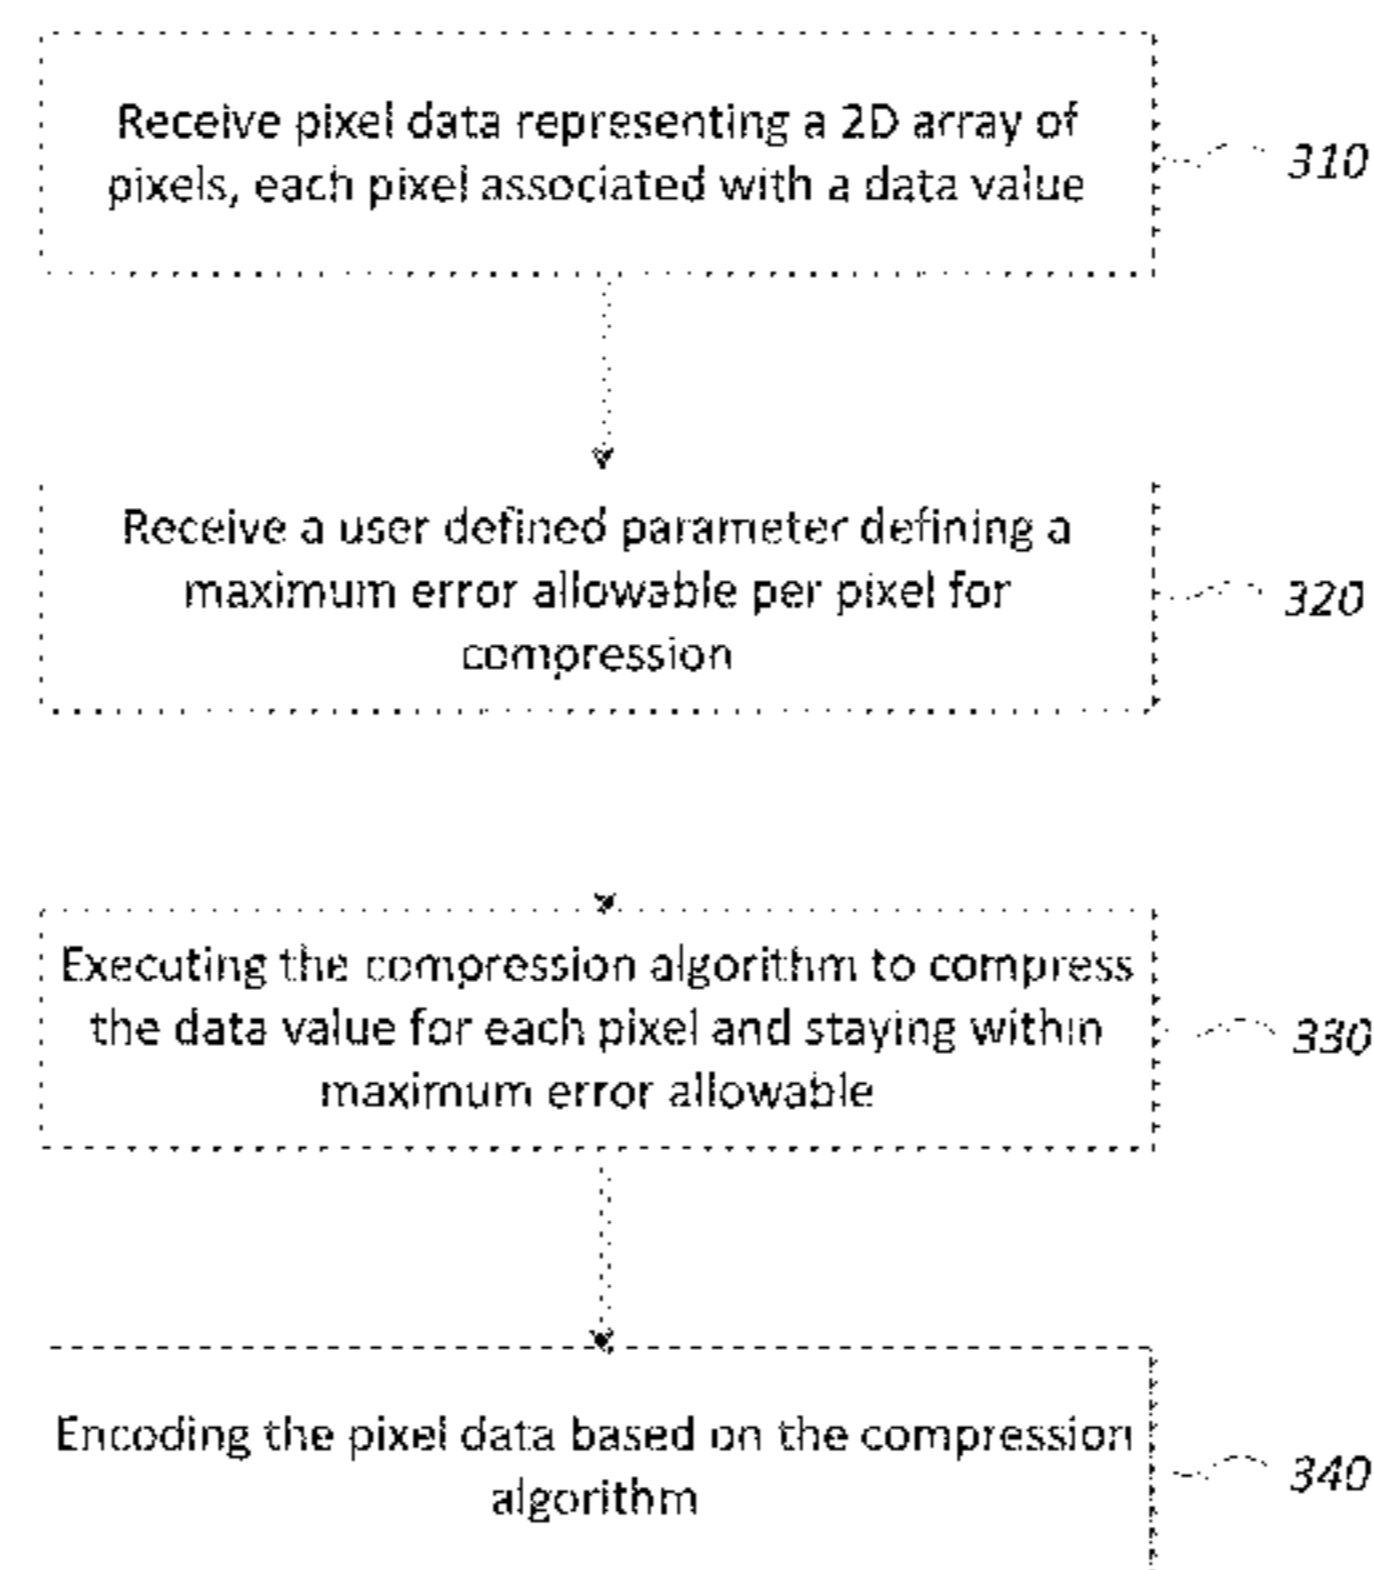 Receive pixel data representing a 2D array of
pixels, each pixel associated with a data value
310
Receive a user defined parameter defining a
maximum error allowable per pixel for
compression
320
Executing the compression algorithm to compress
the data value for each pixel and staying within
maximum error allowable
330
Encoding the pixel data based on the compression
algorithm
340